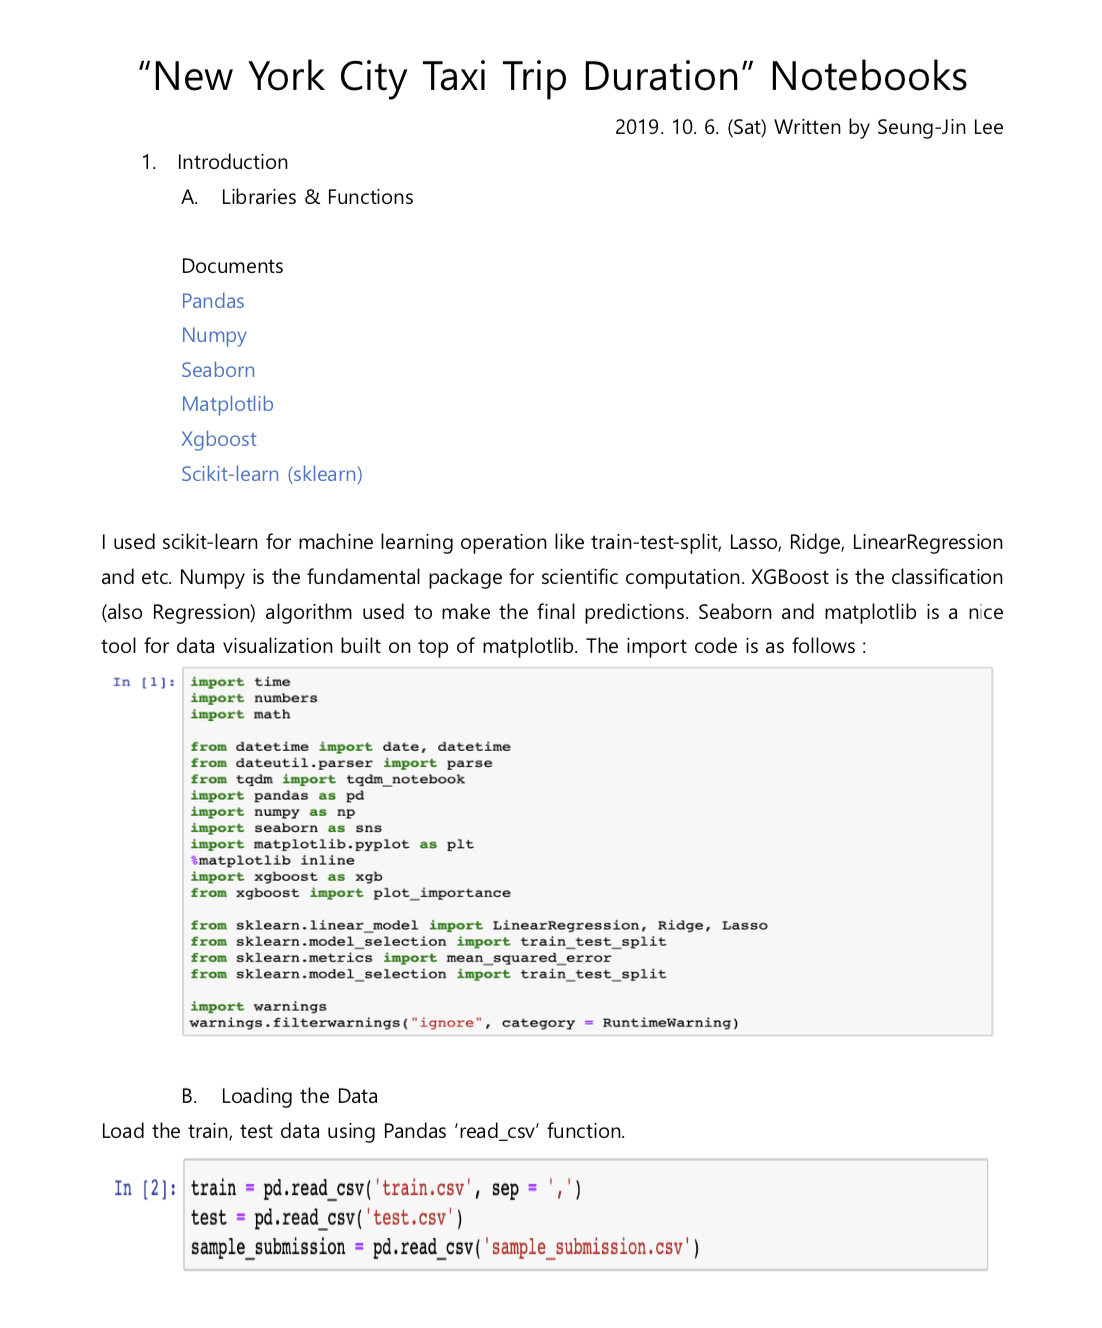 “New York City Taxi Trip Duration” Notebooks
2019. 10. 6. (Sat) Written by Seung-Jin Lee
1. Introduction
A. Libraries & Functions
Documents
Pandas
Numpy
Seaborn
Matplotlib
Xgboost
Scikit-learn (sklearn)
I used scikit-learn for machine learning operation like train-test-split, Lasso, Ridge, LinearRegression
and etc. Numpy is the fundamental package for scientific computation. XGBoost is the classification
(also Regression) algorithm used to make the final predictions. Seaborn and matplotlib is a nice
tool for data visualization built on top of matplotlib. The import code is as follows :
In [1]: import time
import numbers
import math
from datetime import date, datetime
from dateutil.parser import parse
from tqdm import tqdm_notebook
import pandas as pd
import numpy as np
import seaborn as sns
import matplotlib.pyplot as plt
%matplotlib inline
import xgboost as xgb
from xgboost import plot_importance
from sklearn.linear_model import LinearRegression, Ridge, Lasso
from sklearn.model_selection import train_test_split
from sklearn.metrics import mean_squared_error
from sklearn.model_selection import train_test_split
import warnings
warnings.filterwarnings("ignore", category = RuntimeWarning)
B. Loading the Data
Load the train, test data using Pandas ‘read_csv’ function.
In [2]: train = pd.read_csv('train.csv', sep = ',')
test = pd.read_csv('test.csv')
sample_submission = pd.read_csv('sample_submission.csv')